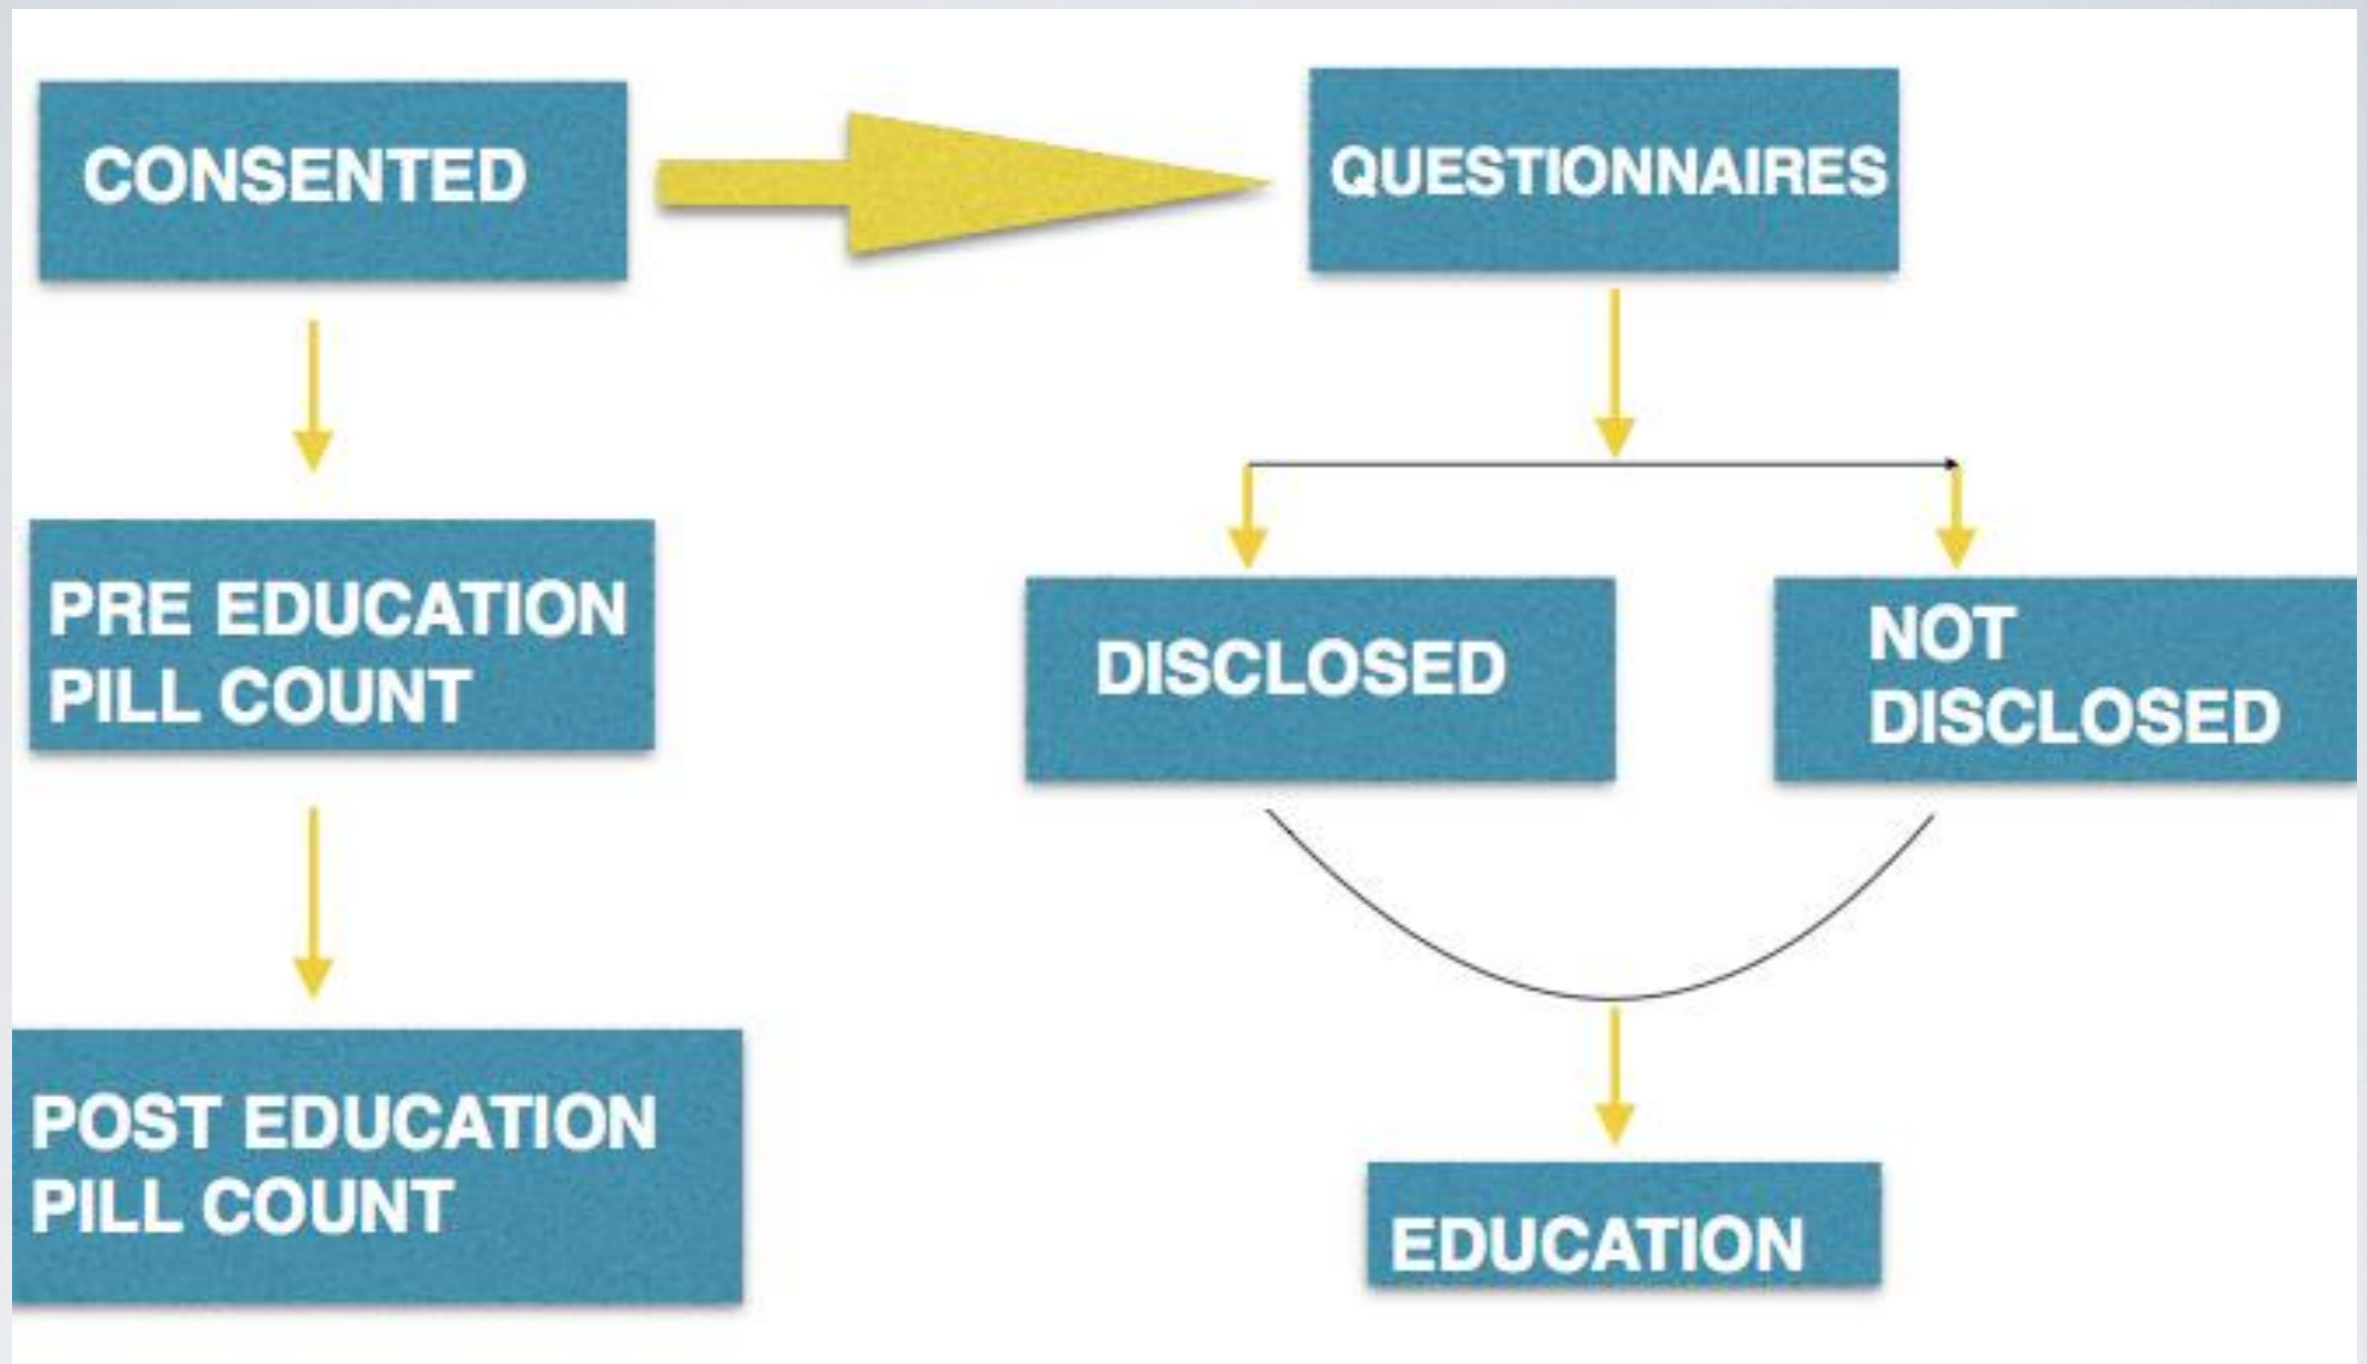 CONSENTED
QUESTIONNAIRES
PRE EDUCATION
PILL COUNT
DISCLOSED
NOT
DISCLOSED
POST EDUCATION
PILL COUNT
EDUCATION